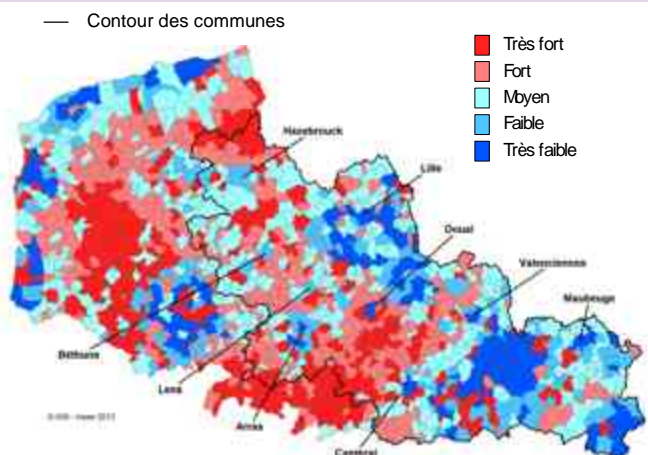 Contour des communes
Très fort
Fort
Moyen
Faible
Très faible
Hazebrouck
Lille
Douai
Valenciennes
Maubeuge
Béthune
Lens
Arras
Cambrai